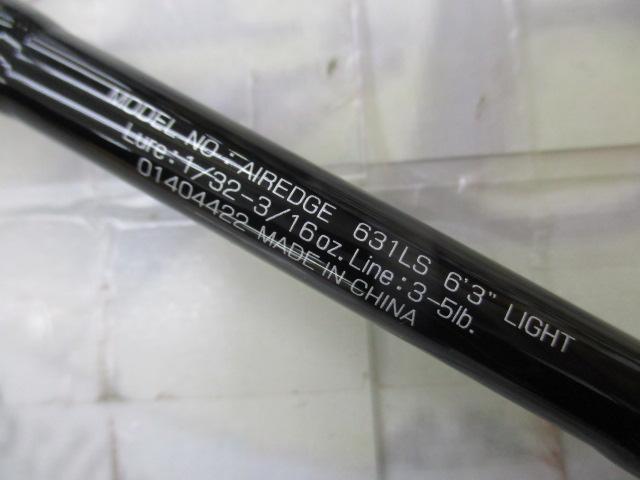 MODEL NO : AIREDGE 631LS 6'3" LIGHT
Lure : 1/32-3/16oz. Line : 3-5lb.
01404422 MADE IN CHINA